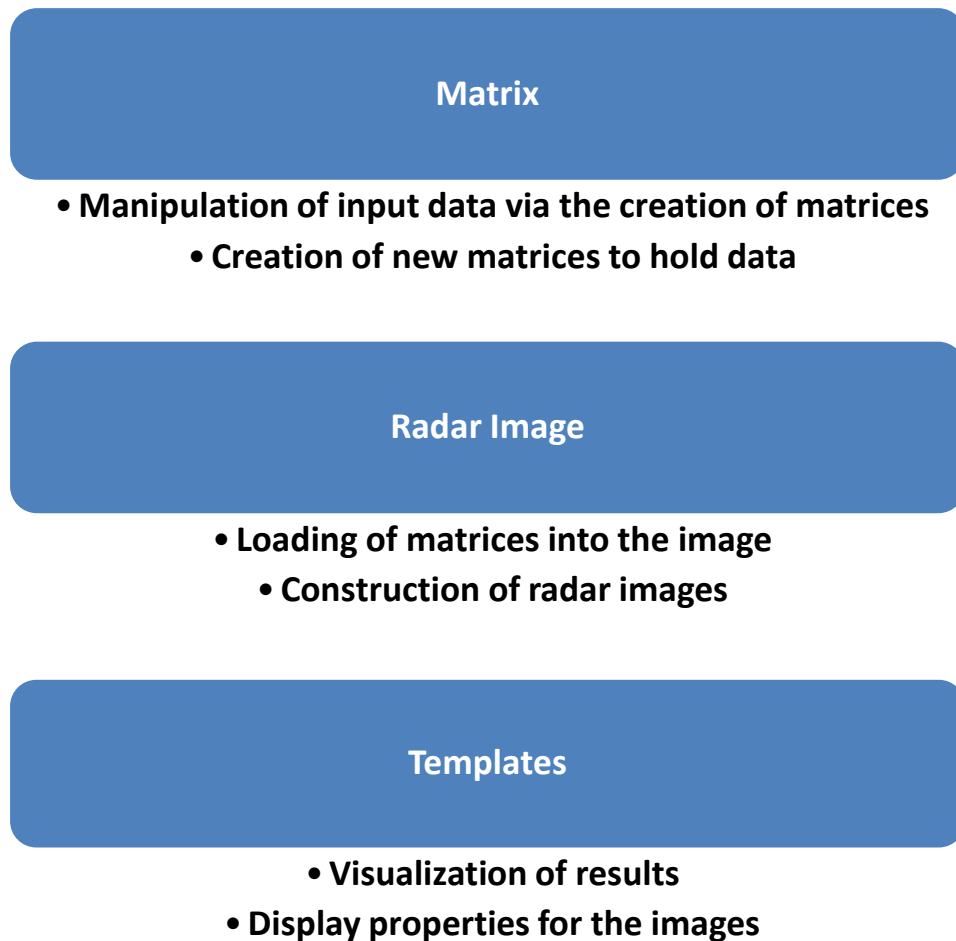 Matrix
• Manipulation of input data via the creation of matrices
• Creation of new matrices to hold data
Radar Image
• Loading of matrices into the image
• Construction of radar images
Templates
• Visualization of results
• Display properties for the images